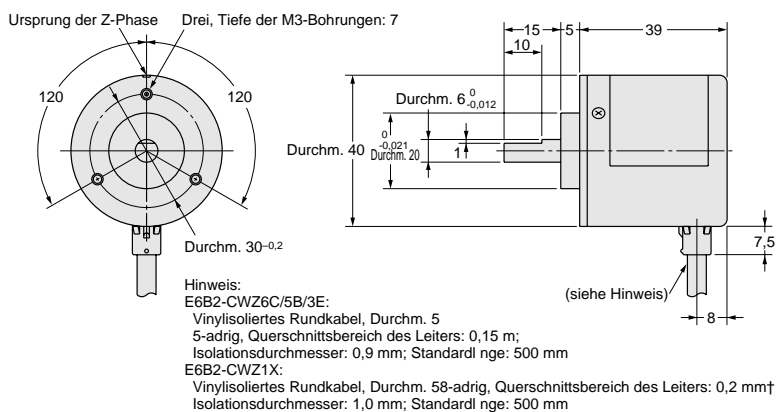 Ursprung der Z-Phase
Drei, Tiefe der M3-Bohrungen: 7
120
120
Durchm. 30–0,2
15
5
39
10
Durchm. 6 0 -0,012
Durchm. 40
0 -0,021 Durchm. 20
1
7,5
(siehe Hinweis)
8
Hinweis:
E6B2-CWZ6C/5B/3E:
Vinylisoliertes Rundkabel, Durchm. 5
5-adrig, Querschnittsbereich des Leiters: 0,15 m;
Isolationsdurchmesser: 0,9 mm; Standardl nge: 500 mm
E6B2-CWZ1X:
Vinylisoliertes Rundkabel, Durchm. 58-adrig, Querschnittsbereich des Leiters: 0,2 mm†
Isolationsdurchmesser: 1,0 mm; Standardl nge: 500 mm